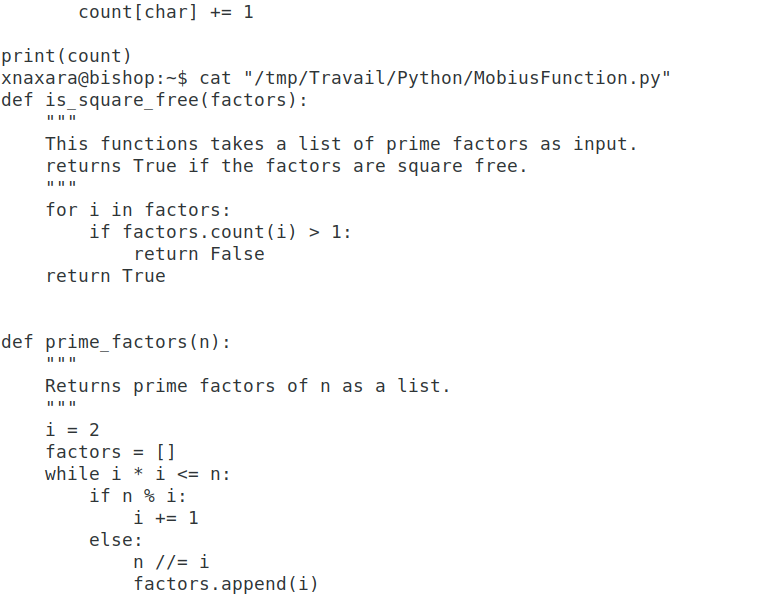 count[char] += 1

print(count)
xnaxara@bishop:~$ cat "/tmp/Travail/Python/MobiusFunction.py"
def is_square_free(factors):
    """
    This functions takes a list of prime factors as input.
    returns True if the factors are square free.
    """
    for i in factors:
        if factors.count(i) > 1:
            return False
    return True


def prime_factors(n):
    """
    Returns prime factors of n as a list.
    """
    i = 2
    factors = []
    while i * i <= n:
        if n % i:
            i += 1
        else:
            n //= i
            factors.append(i)